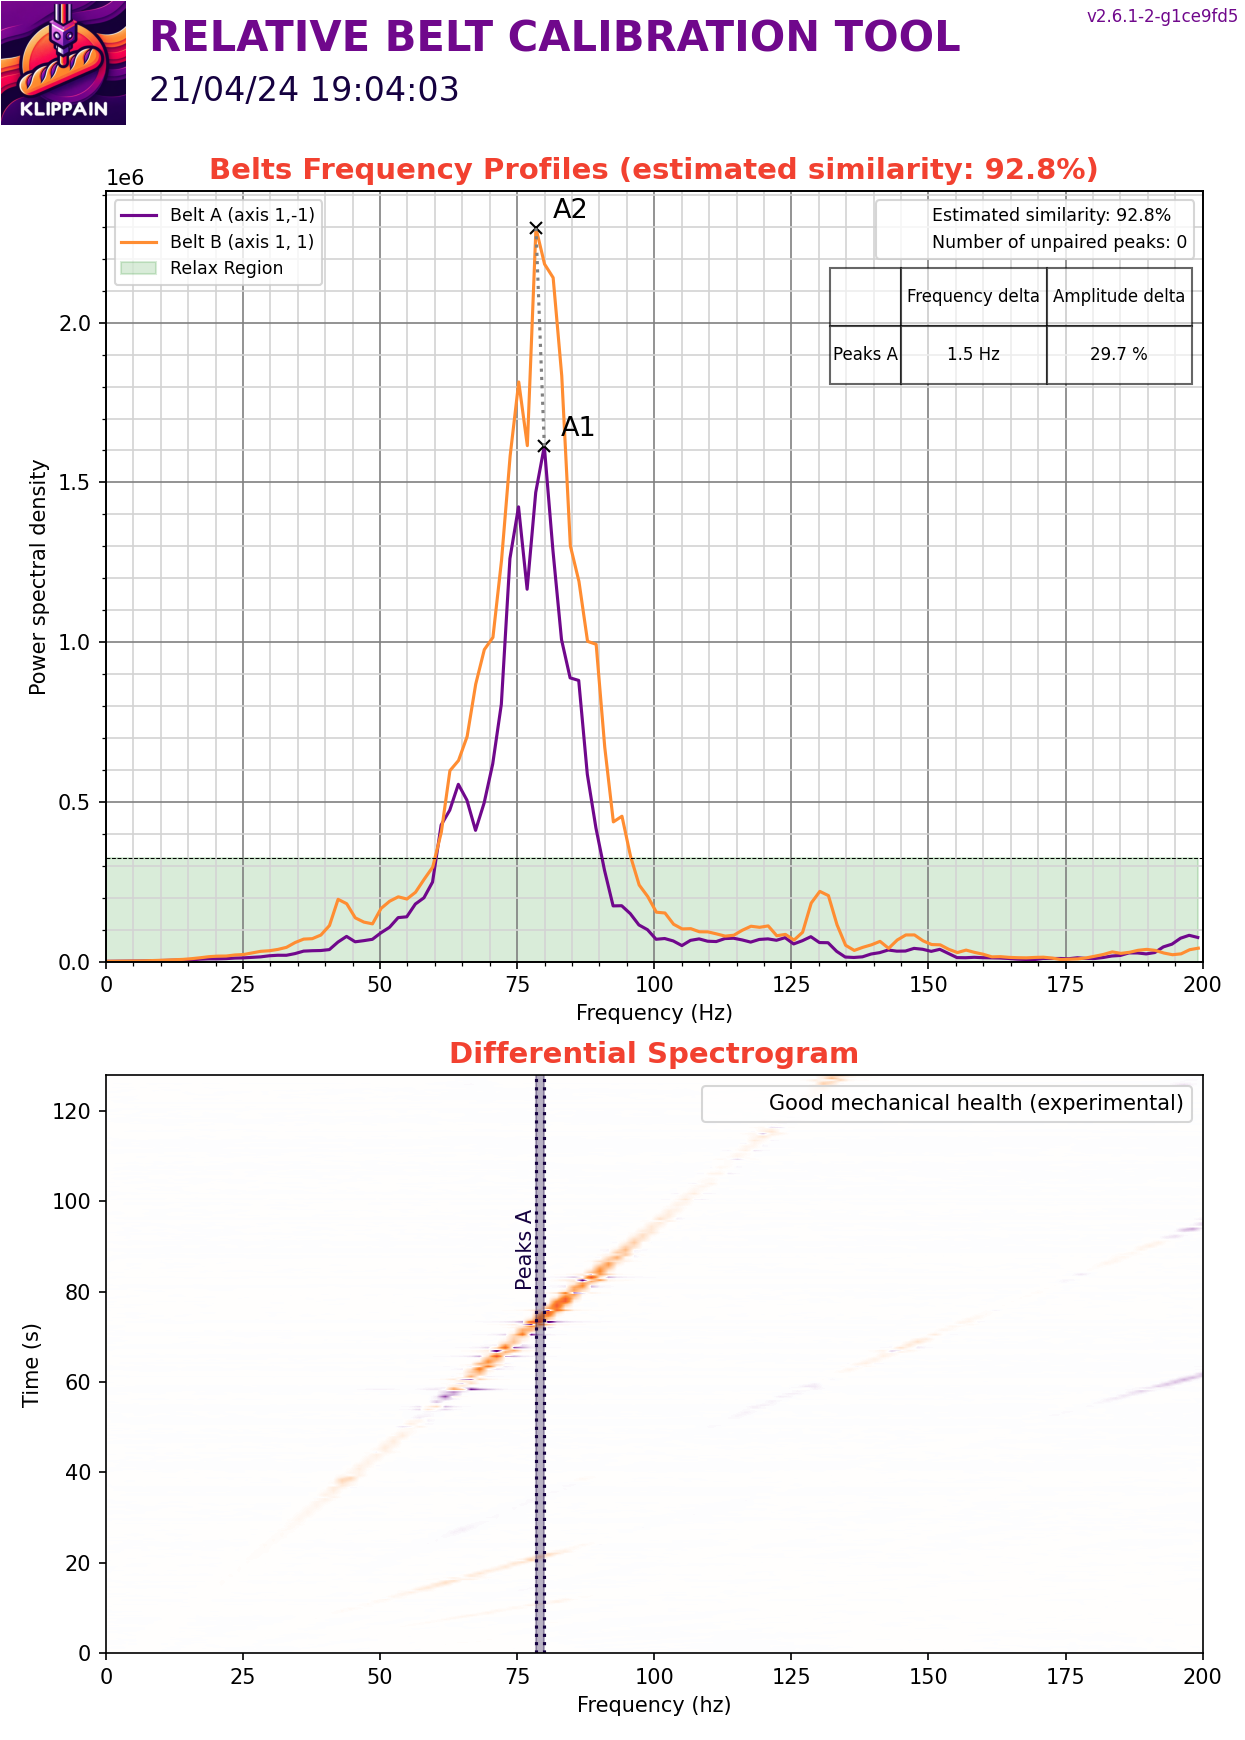 RELATIVE BELT CALIBRATION TOOL
v2.6.1-2-g1ce9fd5
21/04/24 19:04:03
KLIPPAIN
Belts Frequency Profiles (estimated similarity: 92.8%)
1e6
Belt A (axis 1,-1)
Belt B (axis 1, 1)
Relax Region
A2
Estimated similarity: 92.8%
Number of unpaired peaks: 0
Frequency delta Amplitude delta
Peaks A 1.5 Hz 29.7 %
A1
Power spectral density
2.0
1.5
1.0
0.5
0.0
0 25 50 75 100 125 150 175 200
Frequency (Hz)
Differential Spectrogram
Good mechanical health (experimental)
Peaks A
Time (s)
120
100
80
60
40
20
0
0 25 50 75 100 125 150 175 200
Frequency (hz)